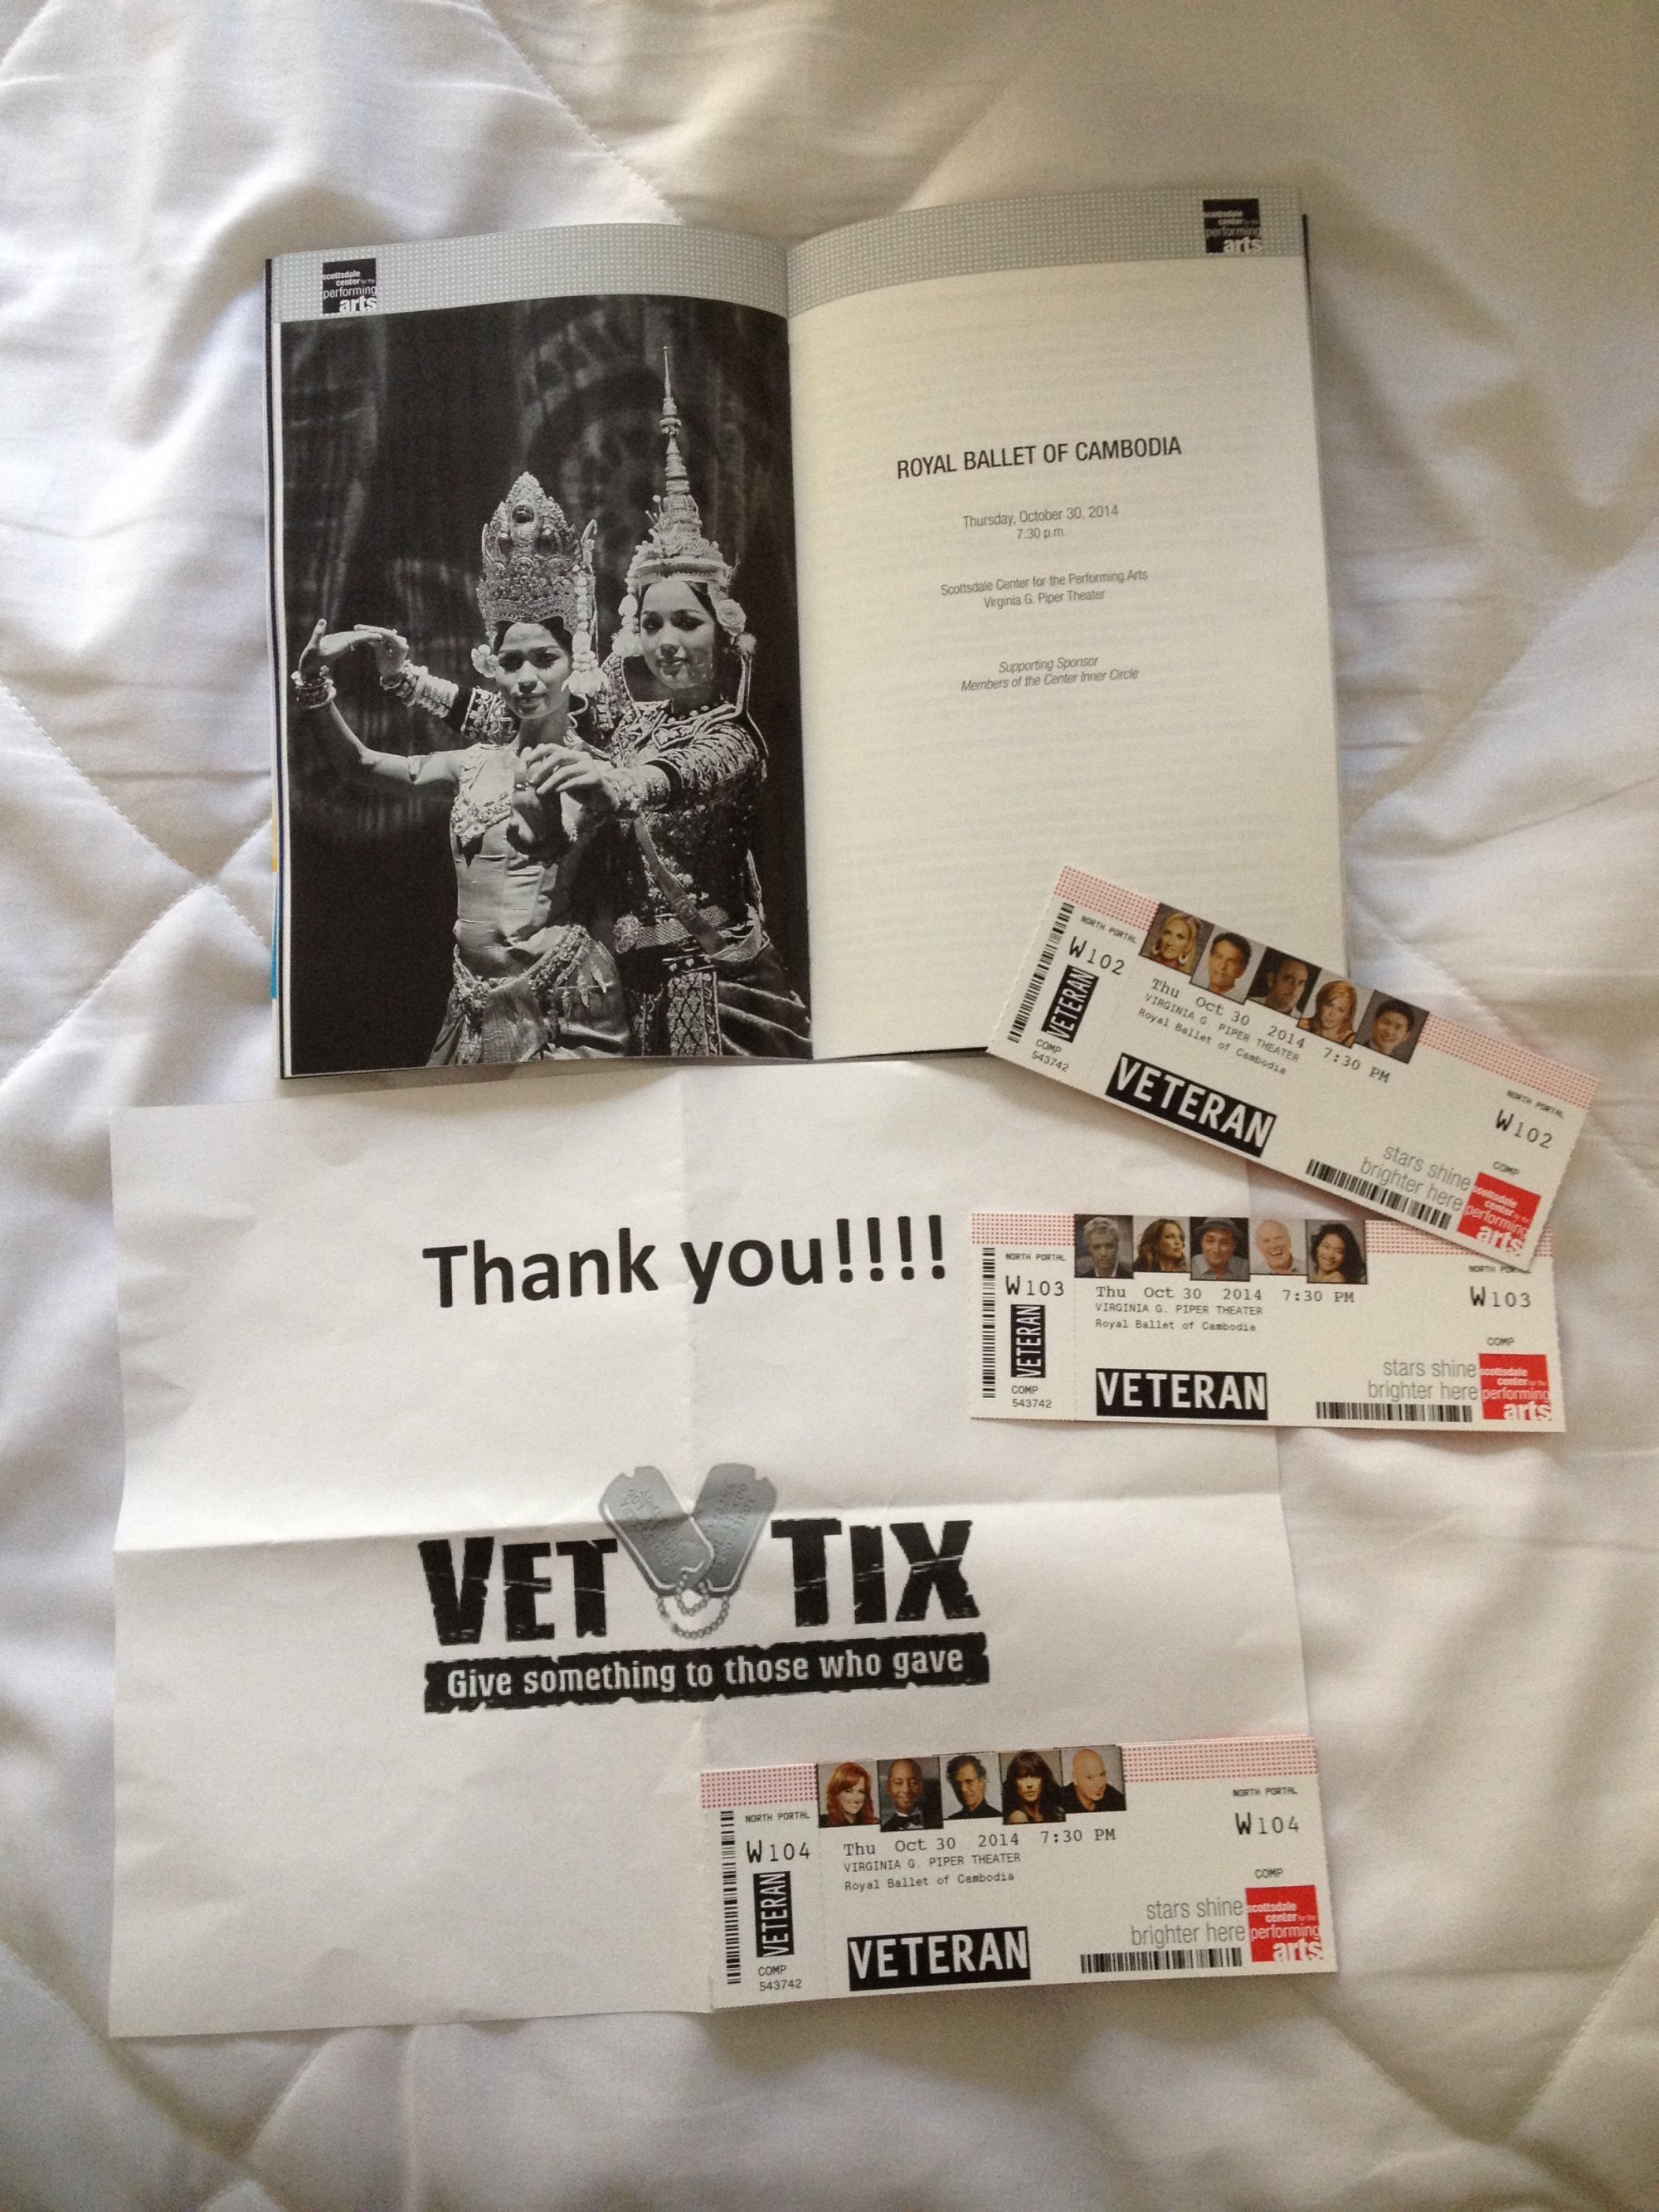 scottsdale
center for the
performing
arts
scottsdale
center for the
performing
arts
ROYAL BALLET OF CAMBODIA
Thursday, October 30, 2014
7:30 p.m.
Scottsdale Center for the Performing Arts
Virginia G. Piper Theater
Supporting Sponsor
Members of the Center Inner Circle
NORTH PORTAL
W102
VETERAN
COMP
543742
Thu Oct 30 2014 7:30 PM
VIRGINIA G. PIPER THEATER
Royal Ballet of Cambodia
VETERAN
NORTH PORTAL
W102
COMP
stars shine
brighter here
scottsdale
center for the
performing
arts
Thank you!!!!
NORTH PORTAL
W103
VETERAN
COMP
543742
Thu Oct 30 2014 7:30 PM
VIRGINIA G. PIPER THEATER
Royal Ballet of Cambodia
VETERAN
NORTH
W103
COMP
stars shine
brighter here
scottsdale
center for the
performing
arts
VET TIX
Give something to those who gave
NORTH PORTAL
W104
VETERAN
COMP
543742
Thu Oct 30 2014 7:30 PM
VIRGINIA G. PIPER THEATER
Royal Ballet of Cambodia
VETERAN
NORTH PORTAL
W104
COMP
stars shine
brighter here
scottsdale
center for the
performing
arts